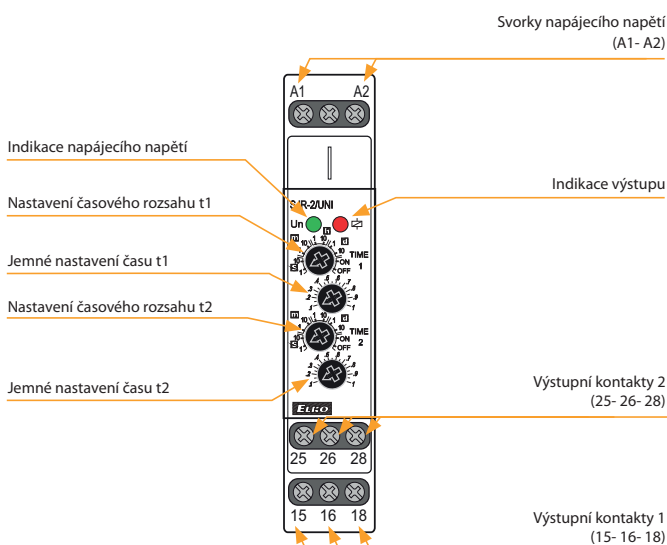 Svorky napájecího napětí
(A1- A2)
A1 A2
Indikace napájecího napětí
Indikace výstupu
Nastavení časového rozsahu t1
Un
TIME
1
ON
OFF
Jemné nastavení času t1
Nastavení časového rozsahu t2
TIME
2
ON
OFF
Jemné nastavení času t2
ELKO
Výstupní kontakty 2
(25- 26- 28)
25 26 28
15 16 18
Výstupní kontakty 1
(15- 16- 18)